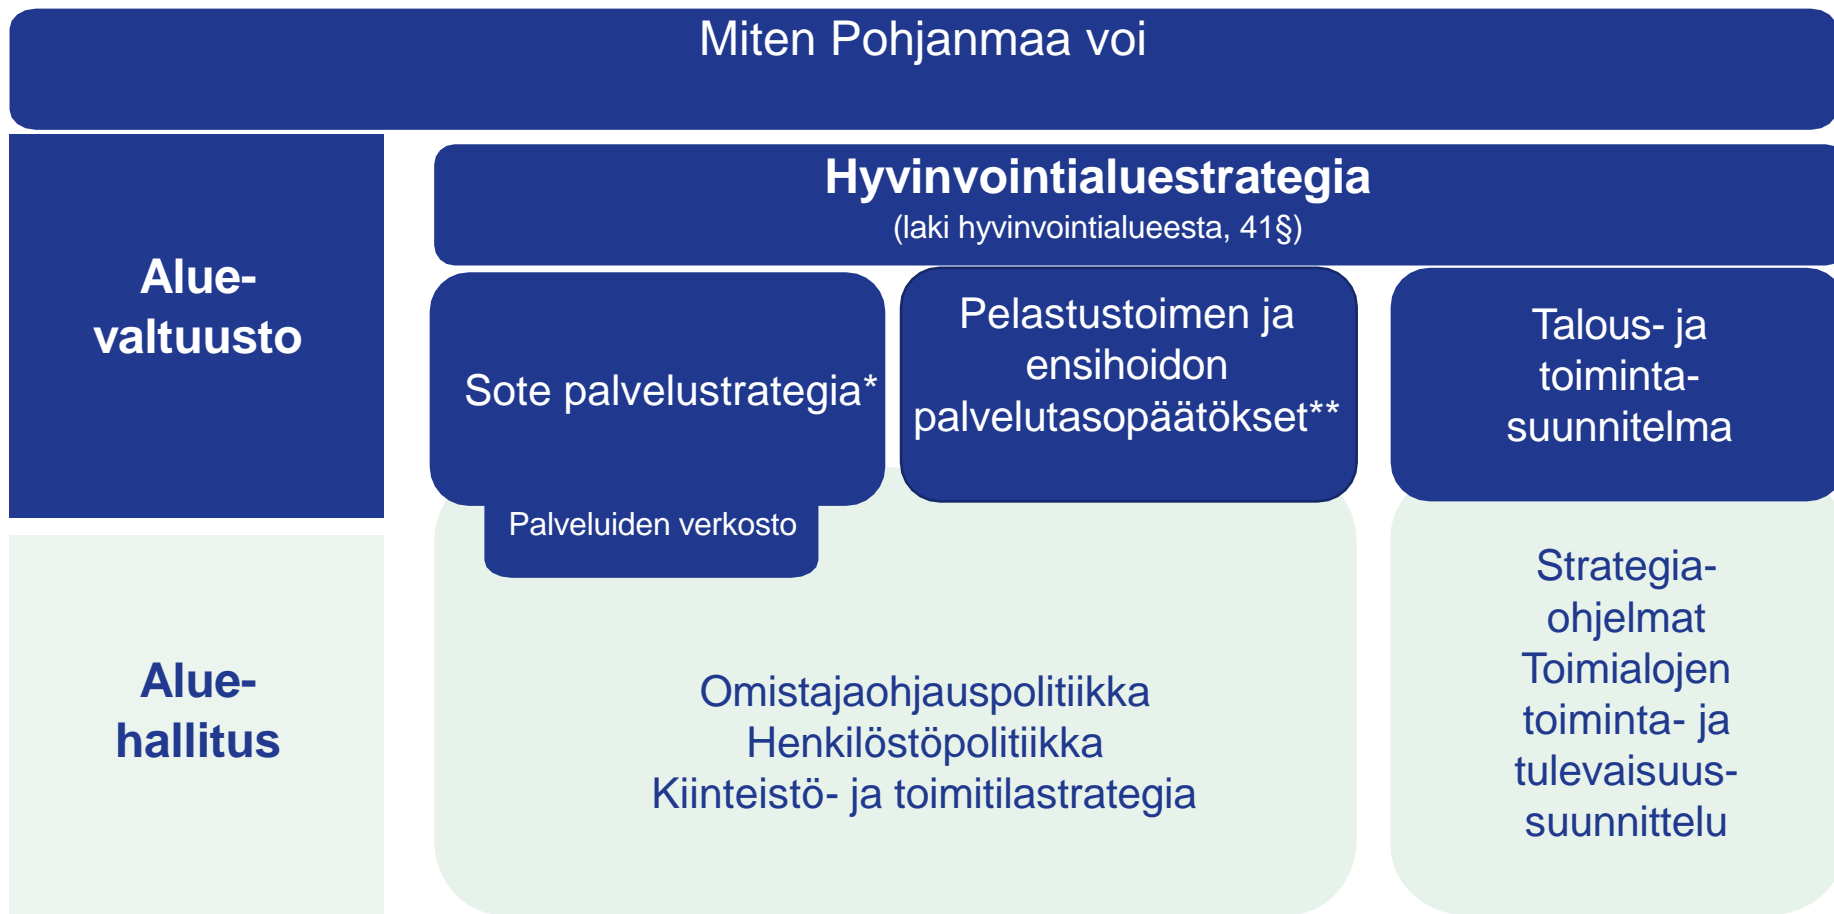 Miten Pohjanmaa voi
Alue-
valtuusto
Hyvinvointialuestrategia
(laki hyvinvointialueesta, 41§)
Sote palvelustrategia*
Palveluiden verkosto
Pelastustoimen ja
ensihoidon
palvelutasopäätökset**
Talous- ja
toiminta-
suunnitelma
Alue-
hallitus
Omistajaohjauspolitiikka
Henkilöstöpolitiikka
Kiinteistö- ja toimitilastrategia
Strategia-
ohjelmat
Toimialojen
toiminta- ja
tulevaisuus-
suunnittelu